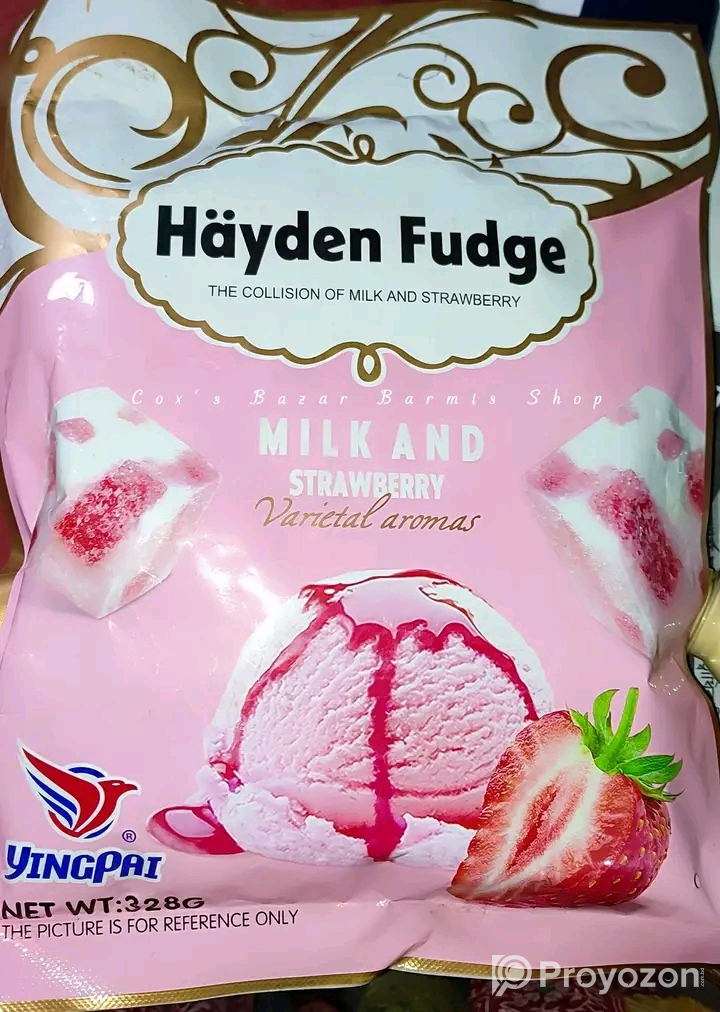 Häyden Fudge
THE COLLISION OF MILK AND STRAWBERRY
Cox's Bazar Barmis Shop
MILK AND
STRAWBERRY
Varietal aromas
®
YINGPAI
NET WT:328G
THE PICTURE IS FOR REFERENCE ONLY
Proyozon